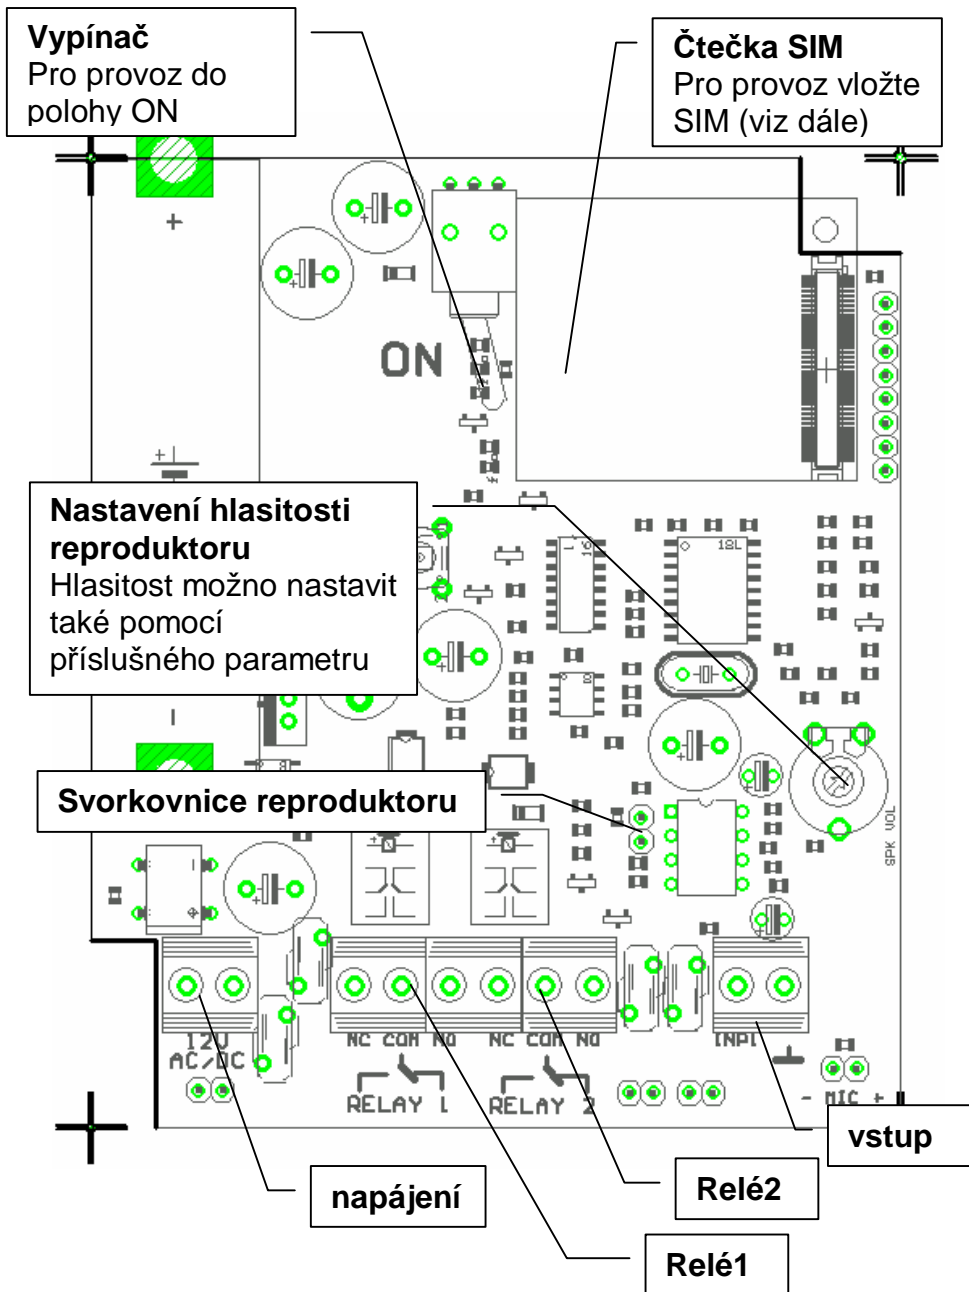 Vypínač
Pro provoz do
polohy ON
Čtečka SIM
Pro provoz vložte
SIM (viz dále)
+
ON
+
Nastavení hlasitosti
reproduktoru
Hlasitost možno nastavit
také pomocí
příslušného parametru
16
18L
-
Svorkovnice reproduktoru
SPK VOL
12V
AC/DC
NC COM NO
NC COM NO
INP1
RELAY 1
RELAY 2
- MIC +
vstup
napájení
Relé2
Relé1